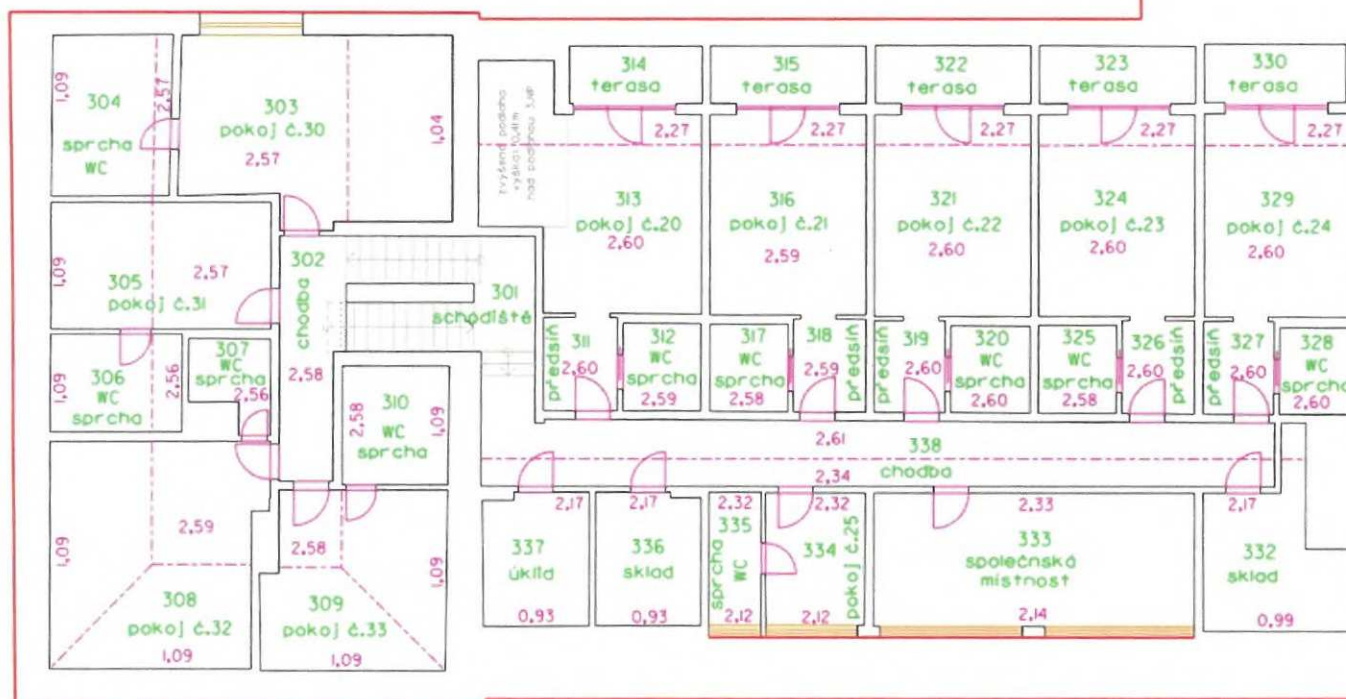 1,09
304
sprcha
WC
2,57
303
pokoj č.30
2,57
1,04
zvýšená podlaha
výška: 0,41m
nad podlahou 3.NP
314
terasa
315
terasa
322
terasa
323
terasa
330
terasa
2,27
2,27
2,27
2,27
2,27
313
pokoj č.20
2,60
316
pokoj č.21
2,59
321
pokoj č.22
2,60
324
pokoj č.23
2,60
329
pokoj č.24
2,60
1,09
305
pokoj č.31
2,57
302
chodba
2,58
301
schodiště
1,09
306
WC
sprcha
2,56
307
WC
sprcha
2,56
310
WC
sprcha
2,58
1,09
předsíň
311
2,60
312
WC
sprcha
2,59
317
WC
sprcha
2,58
318
2,59
předsíň
předsíň
319
2,60
320
WC
sprcha
2,60
325
WC
sprcha
2,58
326
2,60
předsíň
předsíň
327
2,60
328
WC
sprcha
2,60
2,61
338
chodba
2,34
1,09
2,59
308
pokoj č.32
1,09
2,58
309
pokoj č.33
1,09
1,09
2,17
337
úklid
0,93
2,17
336
sklad
0,93
2,32
335
sprcha
WC
2,12
2,32
334
pokoj č.25
2,12
2,33
333
společnská
místnost
2,14
2,17
332
sklad
0,99